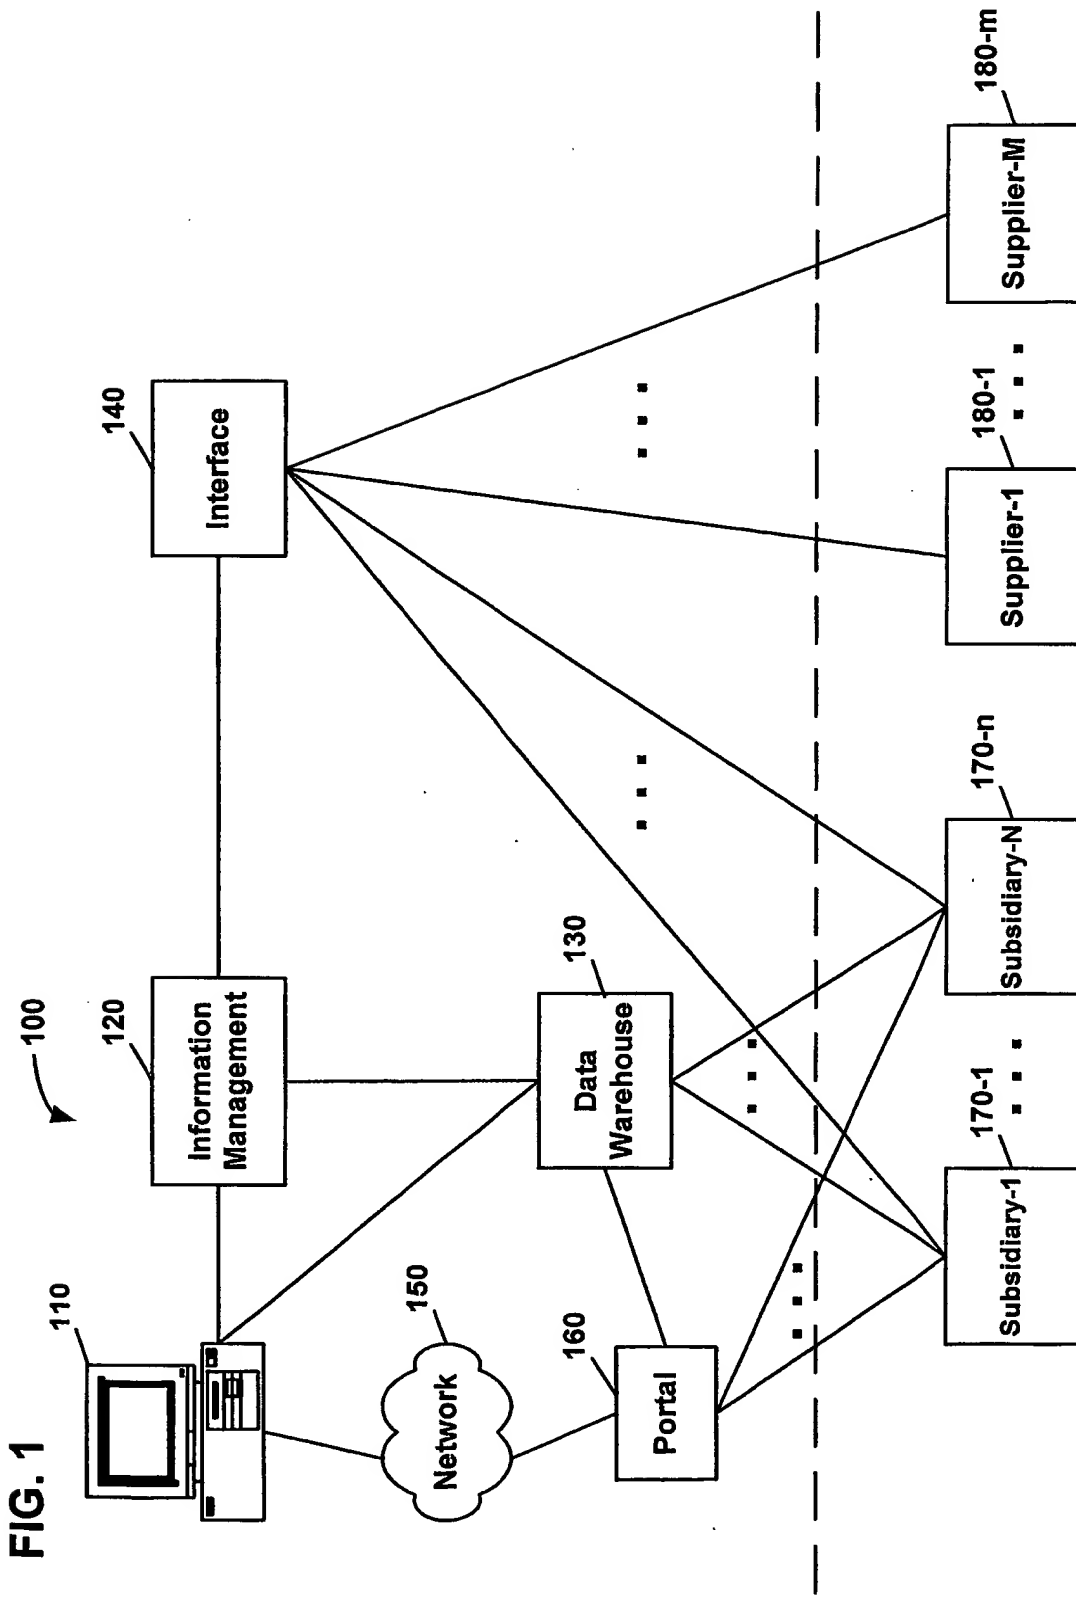 FIG. 1
100
110
120
Information
Management
140
Interface
150
Network
130
Data
Warehouse
160
Portal
170-1
Subsidiary-1
170-n
Subsidiary-N
180-1
Supplier-1
180-m
Supplier-M